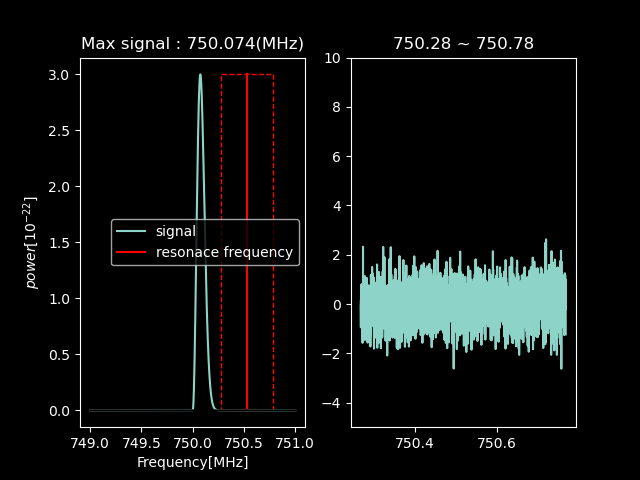 Max signal : 750.074(MHz)
750.28 ~ 750.78
3.0
2.5
2.0
1.5
1.0
0.5
0.0
power[10⁻²²]
signal
resonace frequency
749.0 749.5 750.0 750.5 751.0
Frequency[MHz]
10
8
6
4
2
0
−2
−4
750.4 750.6